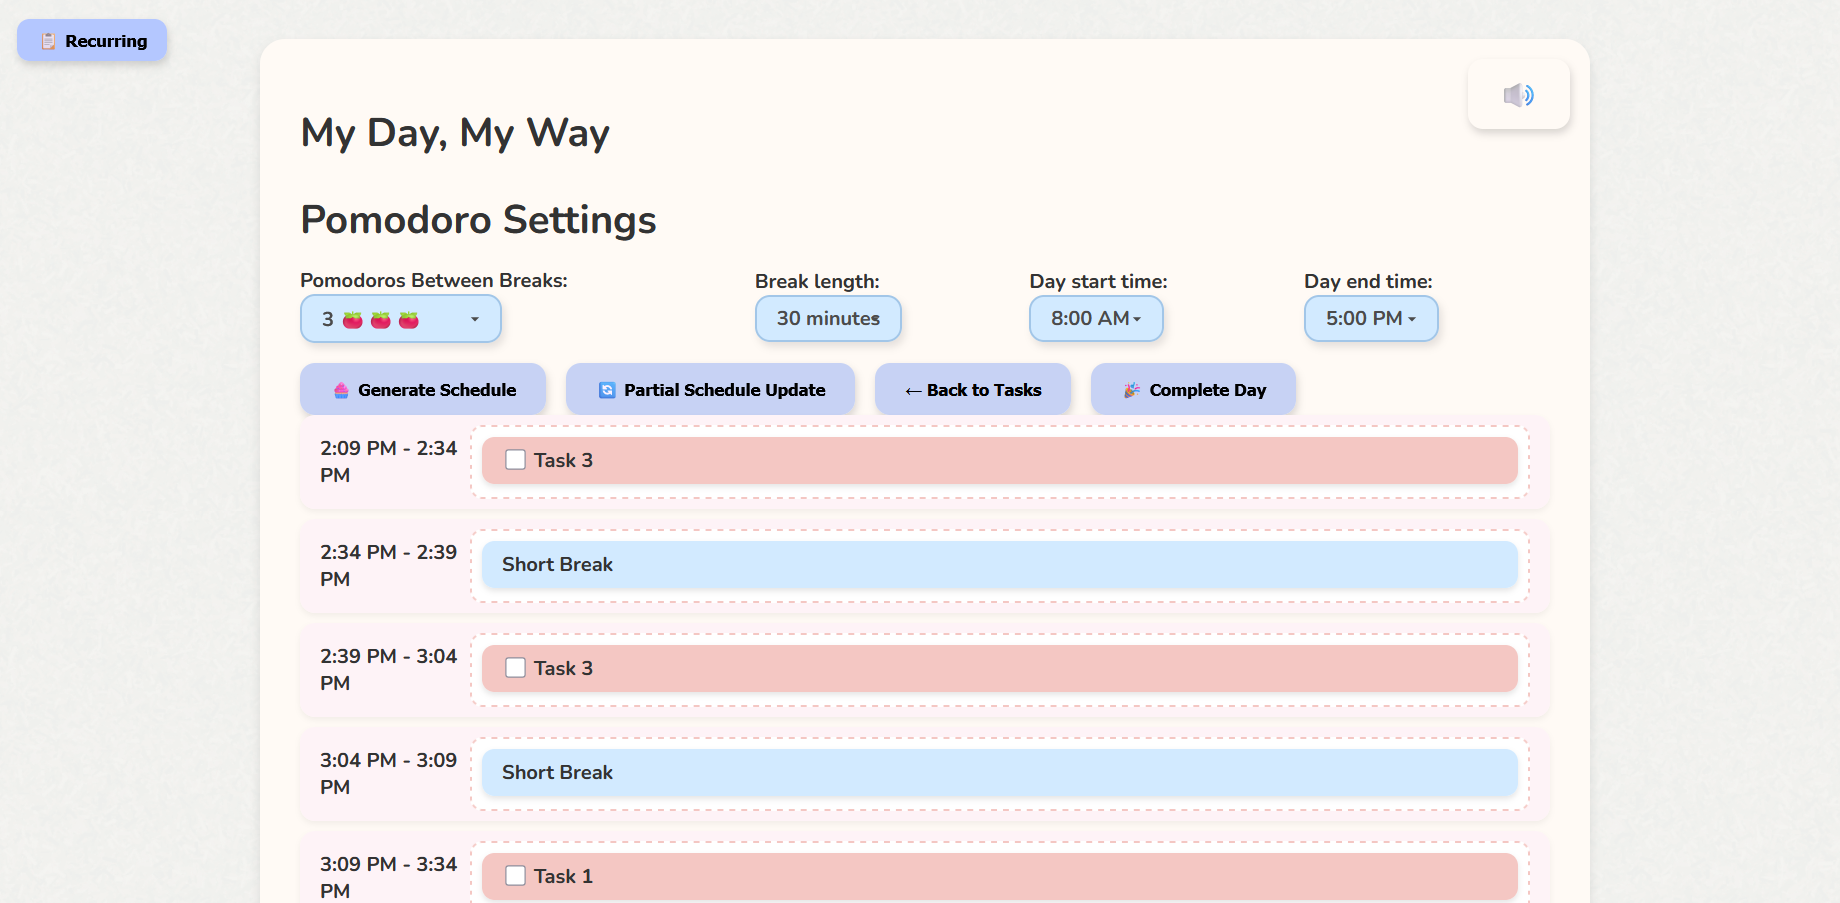 📋 Recurring
My Day, My Way
Pomodoro Settings
Pomodoros Between Breaks:
3 🍅 🍅 🍅
Break length:
30 minutes
Day start time:
8:00 AM
Day end time:
5:00 PM
🧁 Generate Schedule
🔄 Partial Schedule Update
← Back to Tasks
🎉 Complete Day
2:09 PM - 2:34
PM
Task 3
2:34 PM - 2:39
PM
Short Break
2:39 PM - 3:04
PM
Task 3
3:04 PM - 3:09
PM
Short Break
3:09 PM - 3:34
PM
Task 1